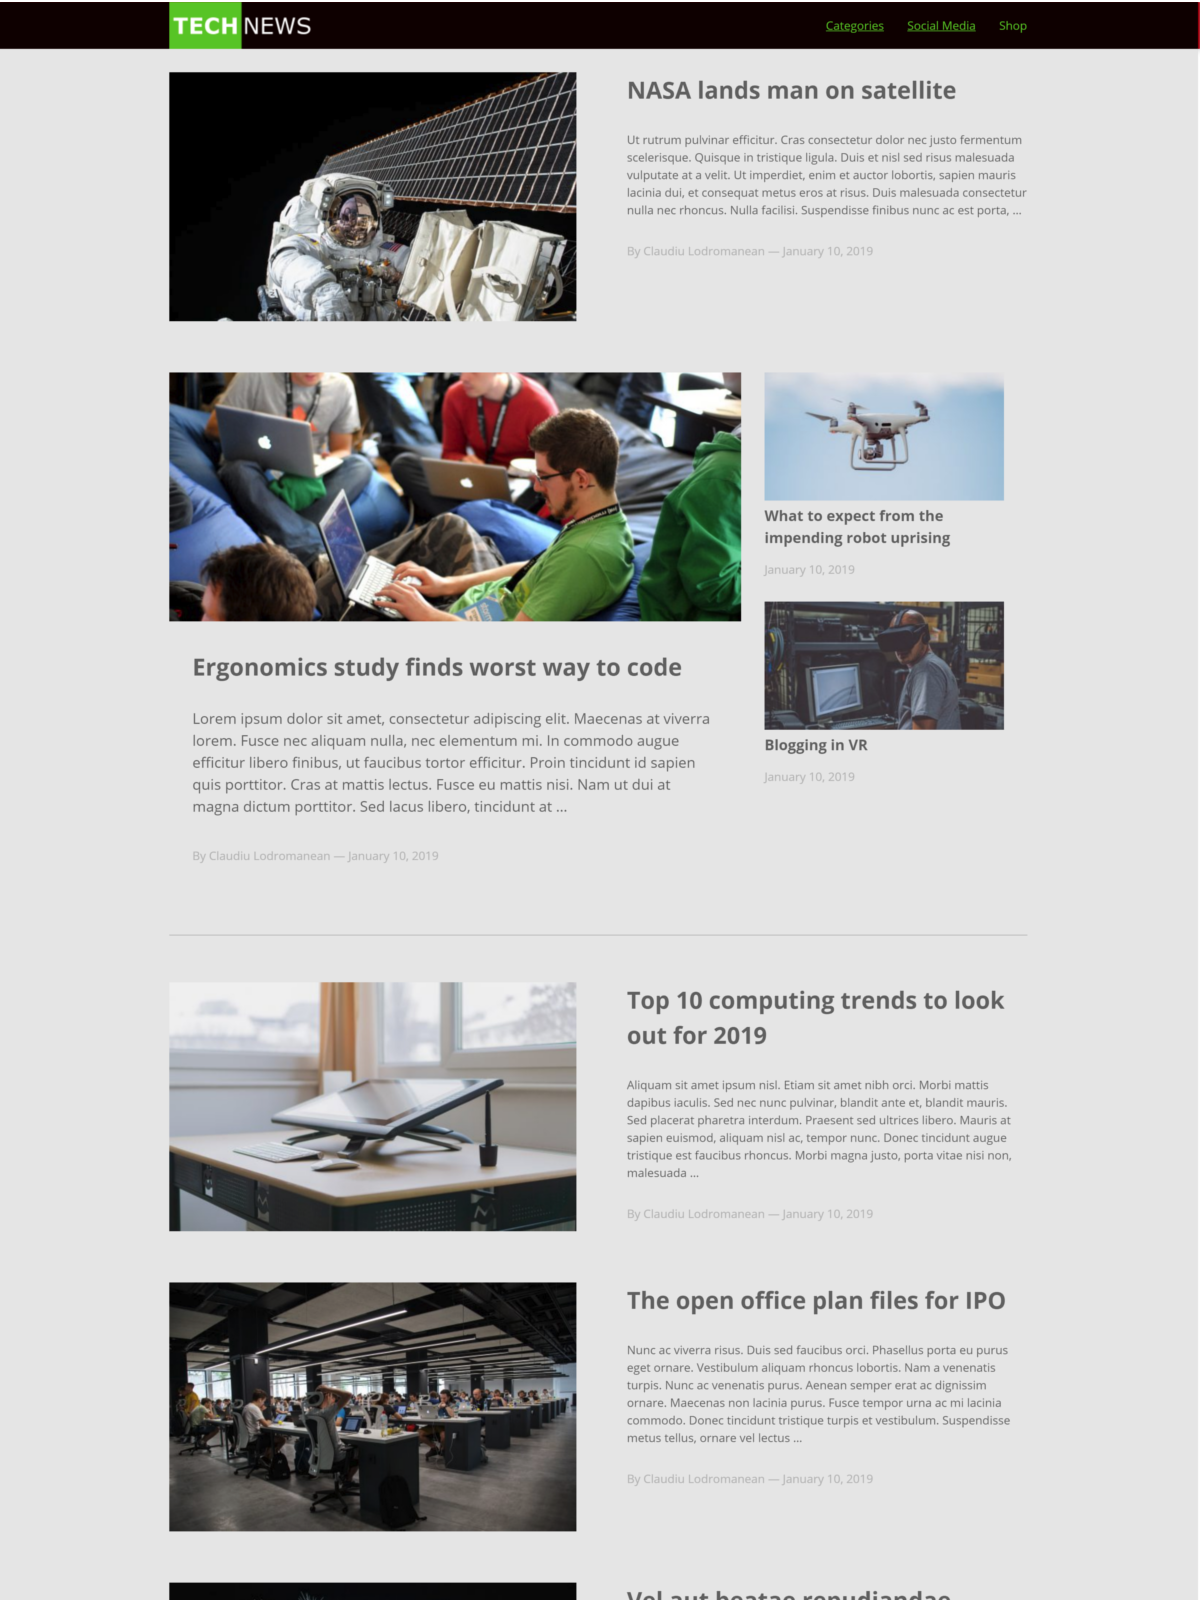 TECH NEWS
Categories Social Media Shop
NASA lands man on satellite
Ut rutrum pulvinar efficitur. Cras consectetur dolor nec justo fermentum
scelerisque. Quisque in tristique ligula. Duis et nisl sed risus malesuada
vulputate at a velit. Ut imperdiet, enim et auctor lobortis, sapien mauris
lacinia dui, et consequat metus eros at risus. Duis malesuada consectetur
nulla nec rhoncus. Nulla facilisi. Suspendisse finibus nunc ac est porta, ...
By Claudiu Lodromanean — January 10, 2019
Ergonomics study finds worst way to code
Lorem ipsum dolor sit amet, consectetur adipiscing elit. Maecenas at viverra
lorem. Fusce nec aliquam nulla, nec elementum mi. In commodo augue
efficitur libero finibus, ut faucibus tortor efficitur. Proin tincidunt id sapien
quis porttitor. Cras at mattis lectus. Fusce eu mattis nisi. Nam ut dui at
magna dictum porttitor. Sed lacus libero, tincidunt at ...
By Claudiu Lodromanean — January 10, 2019
What to expect from the
impending robot uprising
January 10, 2019
Blogging in VR
January 10, 2019
Top 10 computing trends to look
out for 2019
Aliquam sit amet ipsum nisl. Etiam sit amet nibh orci. Morbi mattis
dapibus iaculis. Sed nec nunc pulvinar, blandit ante et, blandit mauris.
Sed placerat pharetra interdum. Praesent sed ultrices libero. Mauris at
sapien euismod, aliquam nisl ac, tempor nunc. Donec tincidunt augue
tristique est faucibus rhoncus. Morbi magna justo, porta vitae nisi non,
malesuada ...
By Claudiu Lodromanean — January 10, 2019
The open office plan files for IPO
Nunc ac viverra risus. Duis sed faucibus orci. Phasellus porta eu purus
eget ornare. Vestibulum aliquam rhoncus lobortis. Nam a venenatis
turpis. Nunc ac venenatis purus. Aenean semper erat ac dignissim
ornare. Maecenas non lacinia purus. Fusce tempor urna ac mi lacinia
commodo. Donec tincidunt tristique turpis et vestibulum. Suspendisse
metus tellus, ornare vel lectus ...
By Claudiu Lodromanean — January 10, 2019
Vel aut beatae repudiandae